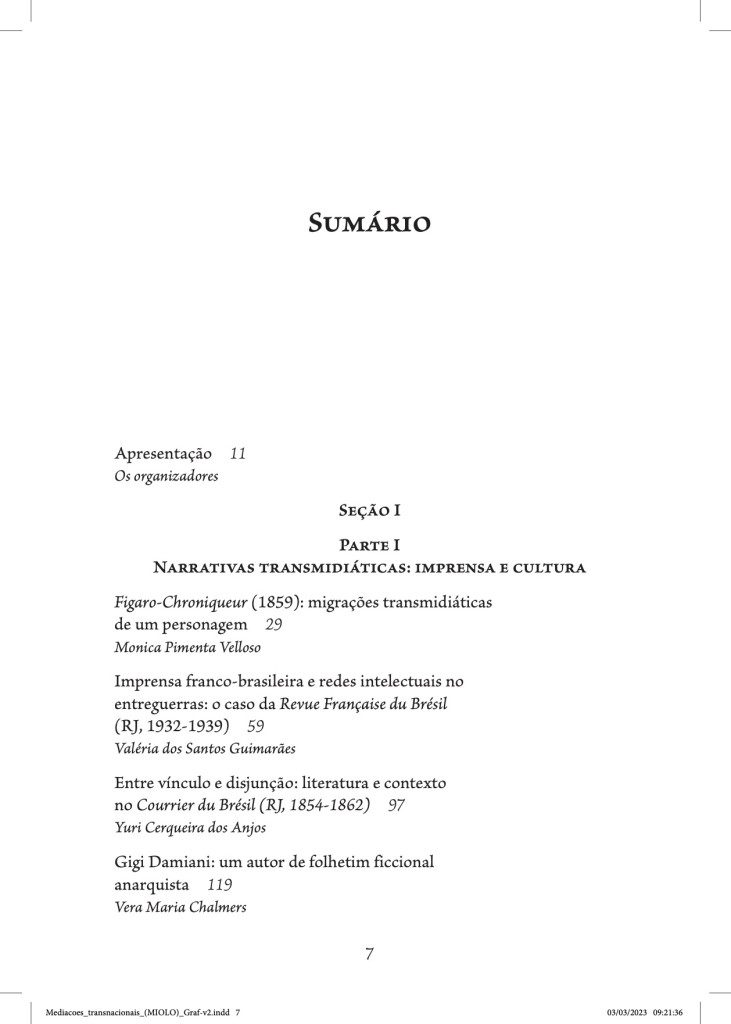 Sumário
Apresentação 11
Os organizadores
Seção I
Parte I
Narrativas transmidiáticas: imprensa e cultura
Figaro-Chroniqueur (1859): migrações transmidiáticas
de um personagem 29
Monica Pimenta Velloso
Imprensa franco-brasileira e redes intelectuais no
entreguerras: o caso da Revue Française du Brésil
(RJ, 1932-1939) 59
Valéria dos Santos Guimarães
Entre vínculo e disjunção: literatura e contexto
no Courrier du Brésil (RJ, 1854-1862) 97
Yuri Cerqueira dos Anjos
Gigi Damiani: um autor de folhetim ficcional
anarquista 119
Vera Maria Chalmers
7
Mediacoes_transnacionais_(MIOLO)_Graf-v2.indd 7 03/03/2023 09:21:36